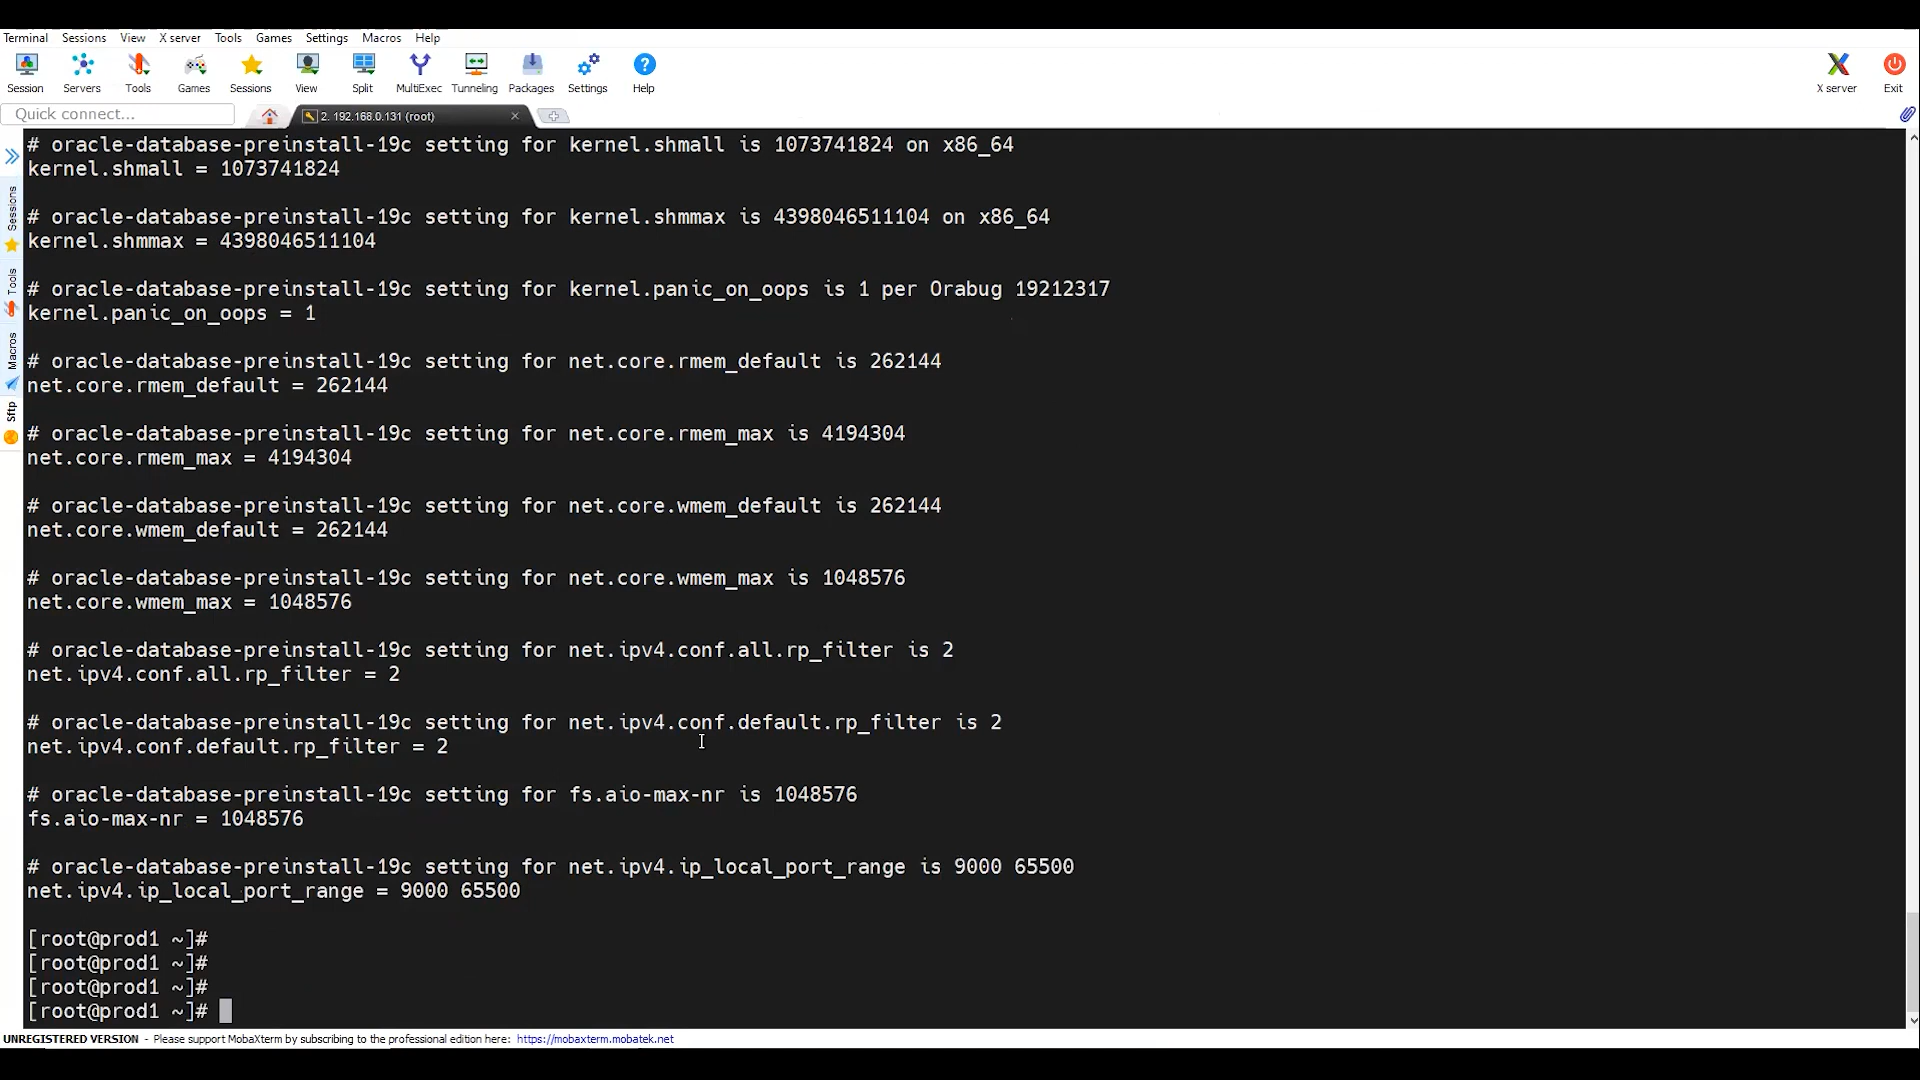 Terminal Sessions View X server Tools Games Settings Macros Help
Session Servers Tools Games Sessions View Split MultiExec Tunneling Packages Settings Help X server Exit
Quick connect... 2. 192.168.0.131 (root)
Sessions
Tools
Macros
Sftp
# oracle-database-preinstall-19c setting for kernel.shmall is 1073741824 on x86_64
kernel.shmall = 1073741824
# oracle-database-preinstall-19c setting for kernel.shmmax is 4398046511104 on x86_64
kernel.shmmax = 4398046511104
# oracle-database-preinstall-19c setting for kernel.panic_on_oops is 1 per Orabug 19212317
kernel.panic_on_oops = 1
# oracle-database-preinstall-19c setting for net.core.rmem_default is 262144
net.core.rmem_default = 262144
# oracle-database-preinstall-19c setting for net.core.rmem_max is 4194304
net.core.rmem_max = 4194304
# oracle-database-preinstall-19c setting for net.core.wmem_default is 262144
net.core.wmem_default = 262144
# oracle-database-preinstall-19c setting for net.core.wmem_max is 1048576
net.core.wmem_max = 1048576
# oracle-database-preinstall-19c setting for net.ipv4.conf.all.rp_filter is 2
net.ipv4.conf.all.rp_filter = 2
# oracle-database-preinstall-19c setting for net.ipv4.conf.default.rp_filter is 2
net.ipv4.conf.default.rp_filter = 2
# oracle-database-preinstall-19c setting for fs.aio-max-nr is 1048576
fs.aio-max-nr = 1048576
# oracle-database-preinstall-19c setting for net.ipv4.ip_local_port_range is 9000 65500
net.ipv4.ip_local_port_range = 9000 65500
[root@prod1 ~]#
[root@prod1 ~]#
[root@prod1 ~]#
[root@prod1 ~]#
UNREGISTERED VERSION - Please support MobaXterm by subscribing to the professional edition here: https://mobaxterm.mobatek.net